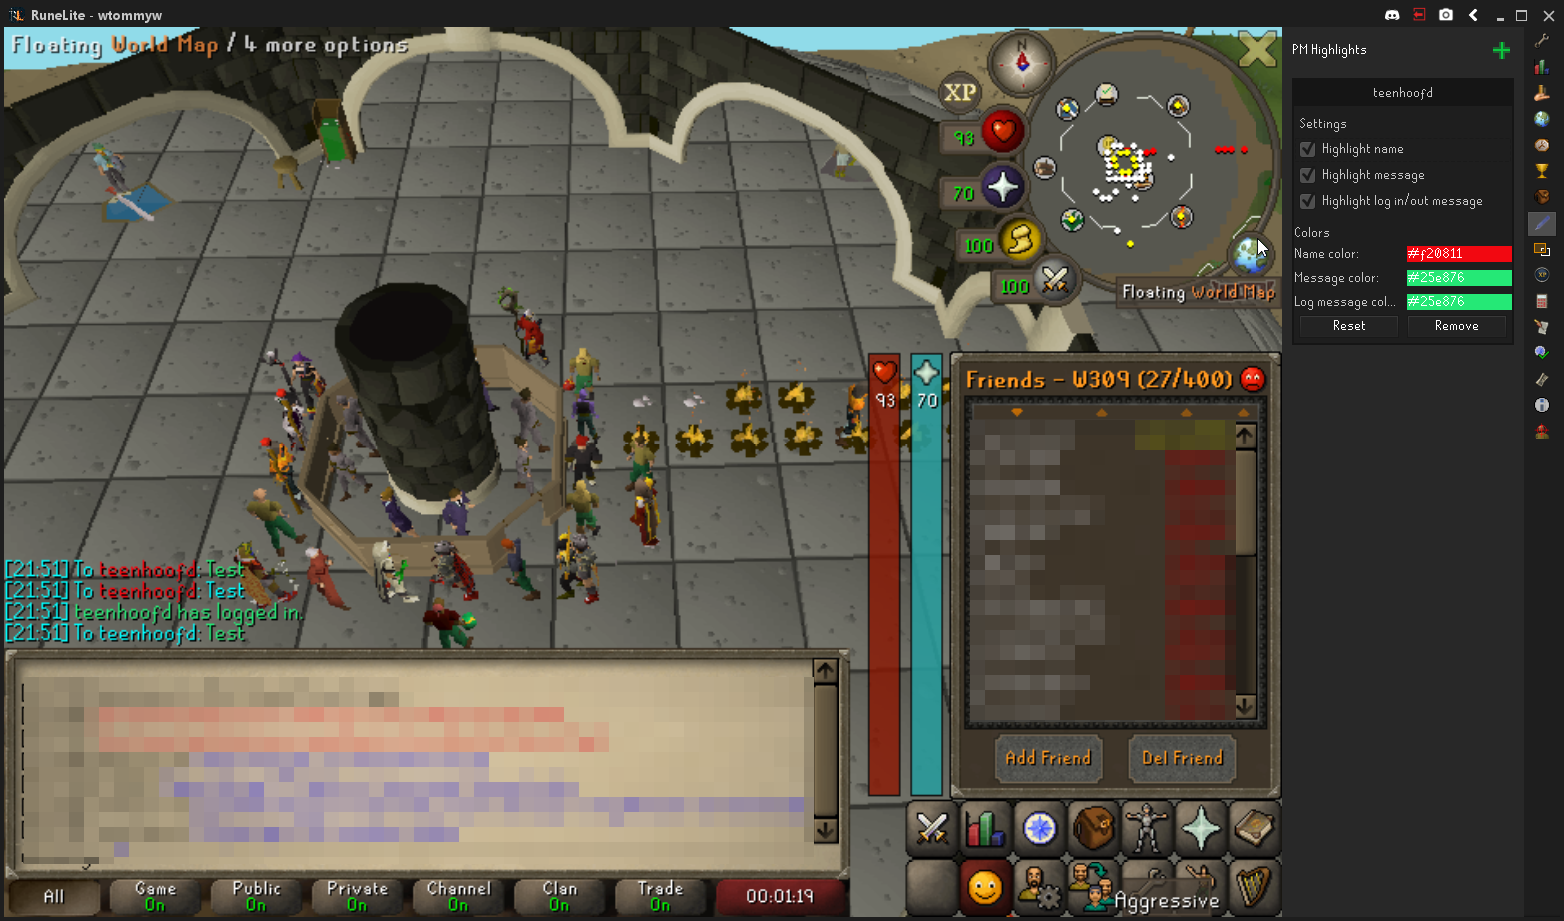 RuneLite - wtommyw
Floating World Map / 4 more options
N
XP
93
70
100
100
Floating World Map
PM Highlights
teenhoofd
Settings
Highlight name
Highlight message
Highlight log in/out message
Colors
Name color: #f20811
Message color: #25e876
Log message col... #25e876
Reset Remove
93 70
Friends - W309 (27/400)
[21:51] To teenhoofd: Test
[21:51] To teenhoofd: Test
[21:51] teenhoofd has logged in.
[21:51] To teenhoofd: Test
Add Friend Del Friend
All
Game On
Public On
Private On
Channel On
Clan On
Trade On
00:01:19
Aggressive